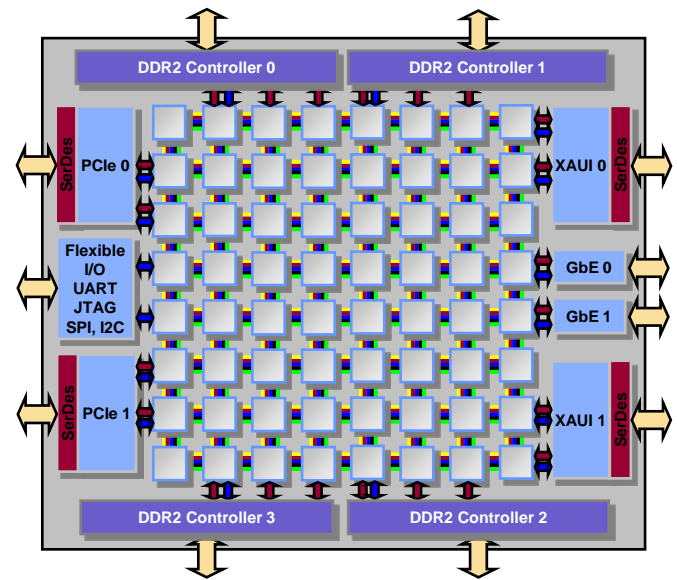 DDR2 Controller 0
DDR2 Controller 1
SerDes
PCIe 0
XAUI 0
SerDes
Flexible
I/O
UART
JTAG
SPI, I2C
GbE 0
GbE 1
SerDes
PCIe 1
XAUI 1
SerDes
DDR2 Controller 3
DDR2 Controller 2